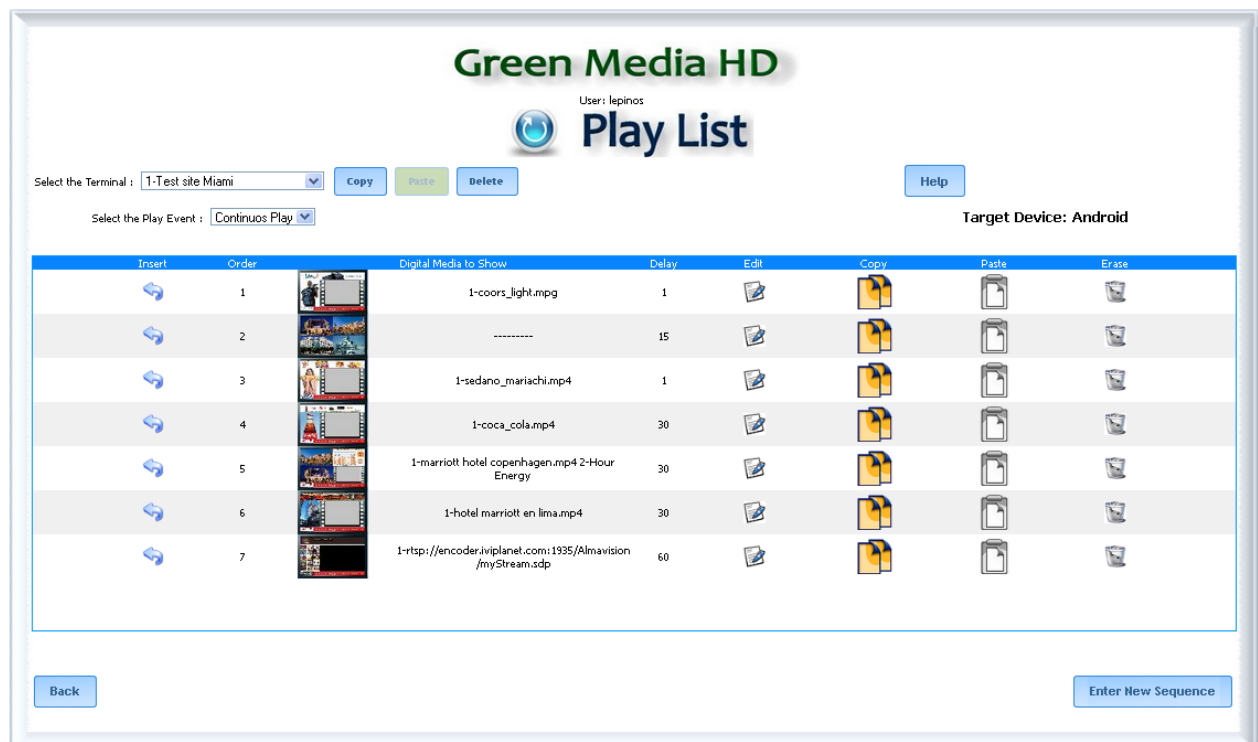 Green Media HD
User: lepinos
Play List
Select the Terminal : 1-Test site Miami Copy Paste Delete Help
Select the Play Event : Continuos Play Target Device: Android
Insert Order Digital Media to Show Delay Edit Copy Paste Erase
1 1-coors_light.mpg 1
2 --------- 15
3 1-sedano_mariachi.mp4 1
4 1-coca_cola.mp4 30
5 1-marriott hotel copenhagen.mp4 2-Hour 30
Energy
6 1-hotel marriott en lima.mp4 30
7 1-rtsp://encoder.iviplanet.com:1935/Almavision 60
/myStream.sdp
Back Enter New Sequence